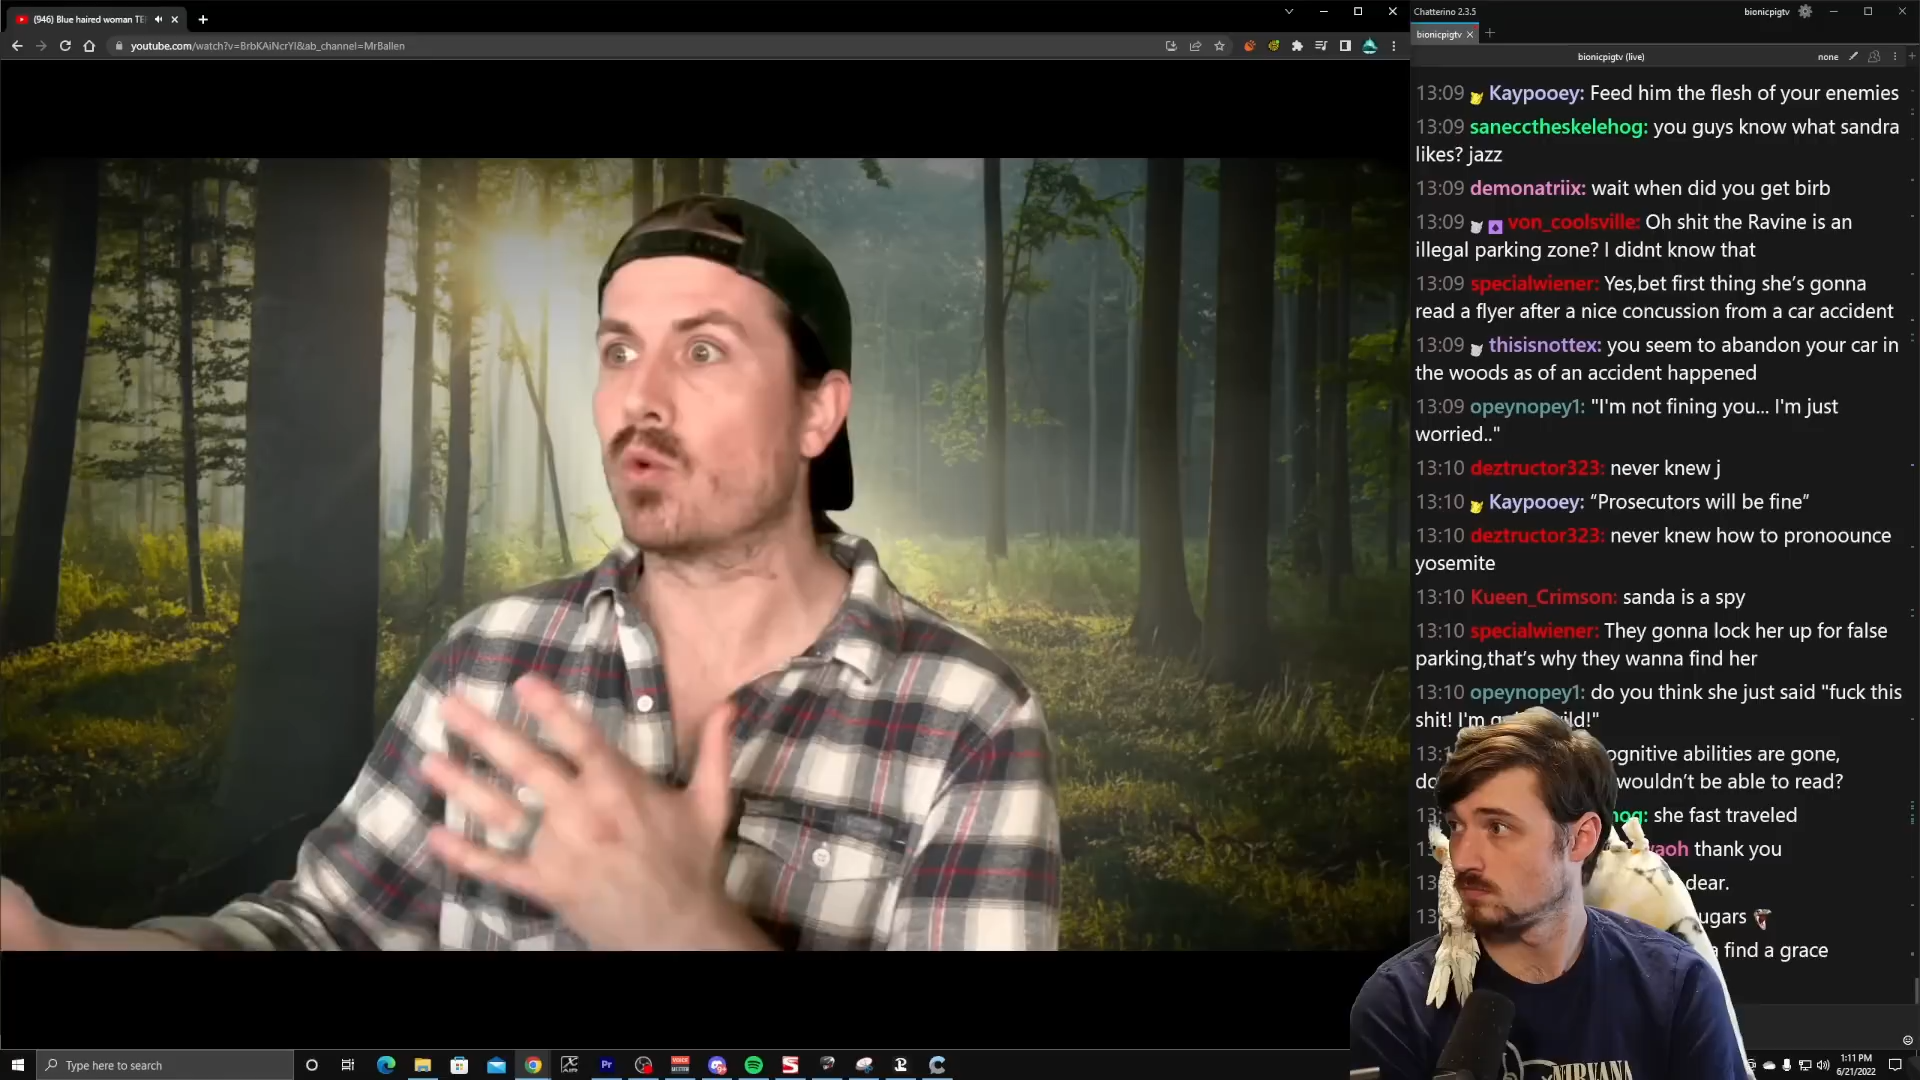 (946) Blue haired woman TE
youtube.com/watch?v=BrbKAiNcrYI&ab_channel=MrBallen
Chatterino 2.3.5
bionicpigtv
bionicpigtv
bionicpigtv (live)
none
13:09 Kaypooey: Feed him the flesh of your enemies
13:09 sanecctheskelehog: you guys know what sandra
likes? jazz
13:09 demonatriix: wait when did you get birb
13:09 von_coolsville: Oh shit the Ravine is an
illegal parking zone? I didnt know that
13:09 specialwiener: Yes,bet first thing she’s gonna
read a flyer after a nice concussion from a car accident
13:09 thisisnottex: you seem to abandon your car in
the woods as of an accident happened
13:09 opeynopey1: "I'm not fining you... I'm just
worried.."
13:10 deztructor323: never knew j
13:10 Kaypooey: “Prosecutors will be fine”
13:10 deztructor323: never knew how to pronoounce
yosemite
13:10 Kueen_Crimson: sanda is a spy
13:10 specialwiener: They gonna lock her up for false
parking,that’s why they wanna find her
13:10 opeynopey1: do you think she just said "fuck this
shit! I'm
ognitive abilities are gone,
wouldn’t be able to read?
hog: she fast traveled
thank you
dear.
ugars
find a grace
NIRVANA
Type here to search
Pr
1:11 PM
6/21/2022